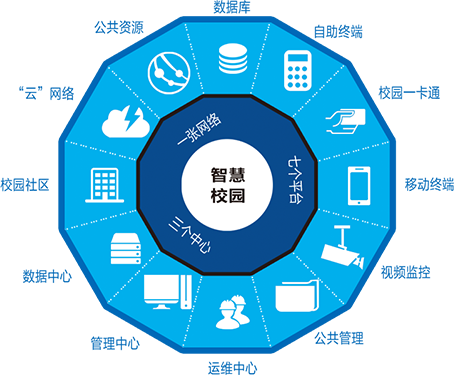 数据库
公共资源
自助终端
“云”网络
校园一卡通
一张网络
七个平台
智慧
校园
校园社区
移动终端
三个中心
数据中心
视频监控
管理中心
公共管理
运维中心